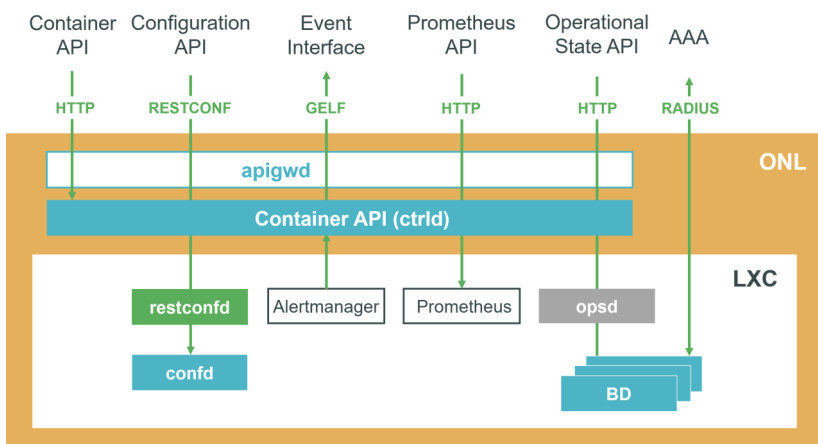 Container
API
Configuration
API
Event
Interface
Prometheus
API
Operational
State API
AAA
HTTP
RESTCONF
GELF
HTTP
HTTP
RADIUS
ONL
apigwd
Container API (ctrld)
LXC
restconfd
Alertmanager
Prometheus
opsd
confd
BD